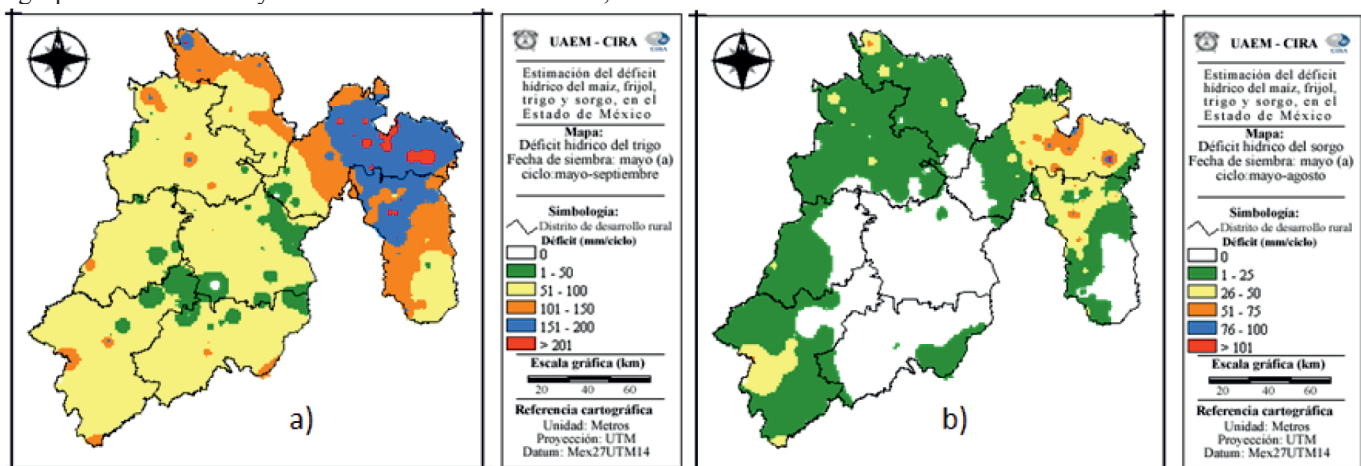 N
UAEM - CIRA
CIRA
Estimación del déficit
hídrico del maíz, frijol,
trigo y sorgo, en el
Estado de México
Mapa:
Déficit hídrico del trigo
Fecha de siembra: mayo (a)
ciclo:mayo-septiembre
Simbología:
Distrito de desarrollo rural
Déficit (mm/ciclo)
0
1 - 50
51 - 100
101 - 150
151 - 200
> 201
Escala gráfica (km)
20 40 60
Referencia cartográfica
Unidad: Metros
Proyección: UTM
Datum: Mex27UTM14
a)
N
UAEM - CIRA
CIRA
Estimación del déficit
hídrico del maíz, frijol,
trigo y sorgo, en el
Estado de México
Mapa:
Déficit hídrico del sorgo
Fecha de siembra: mayo (a)
ciclo:mayo-agosto
Simbología:
Distrito de desarrollo rural
Déficit (mm/ciclo)
0
1 - 25
26 - 50
51 - 75
76 - 100
> 101
Escala gráfica (km)
20 40 60
Referencia cartográfica
Unidad: Metros
Proyección: UTM
Datum: Mex27UTM14
b)